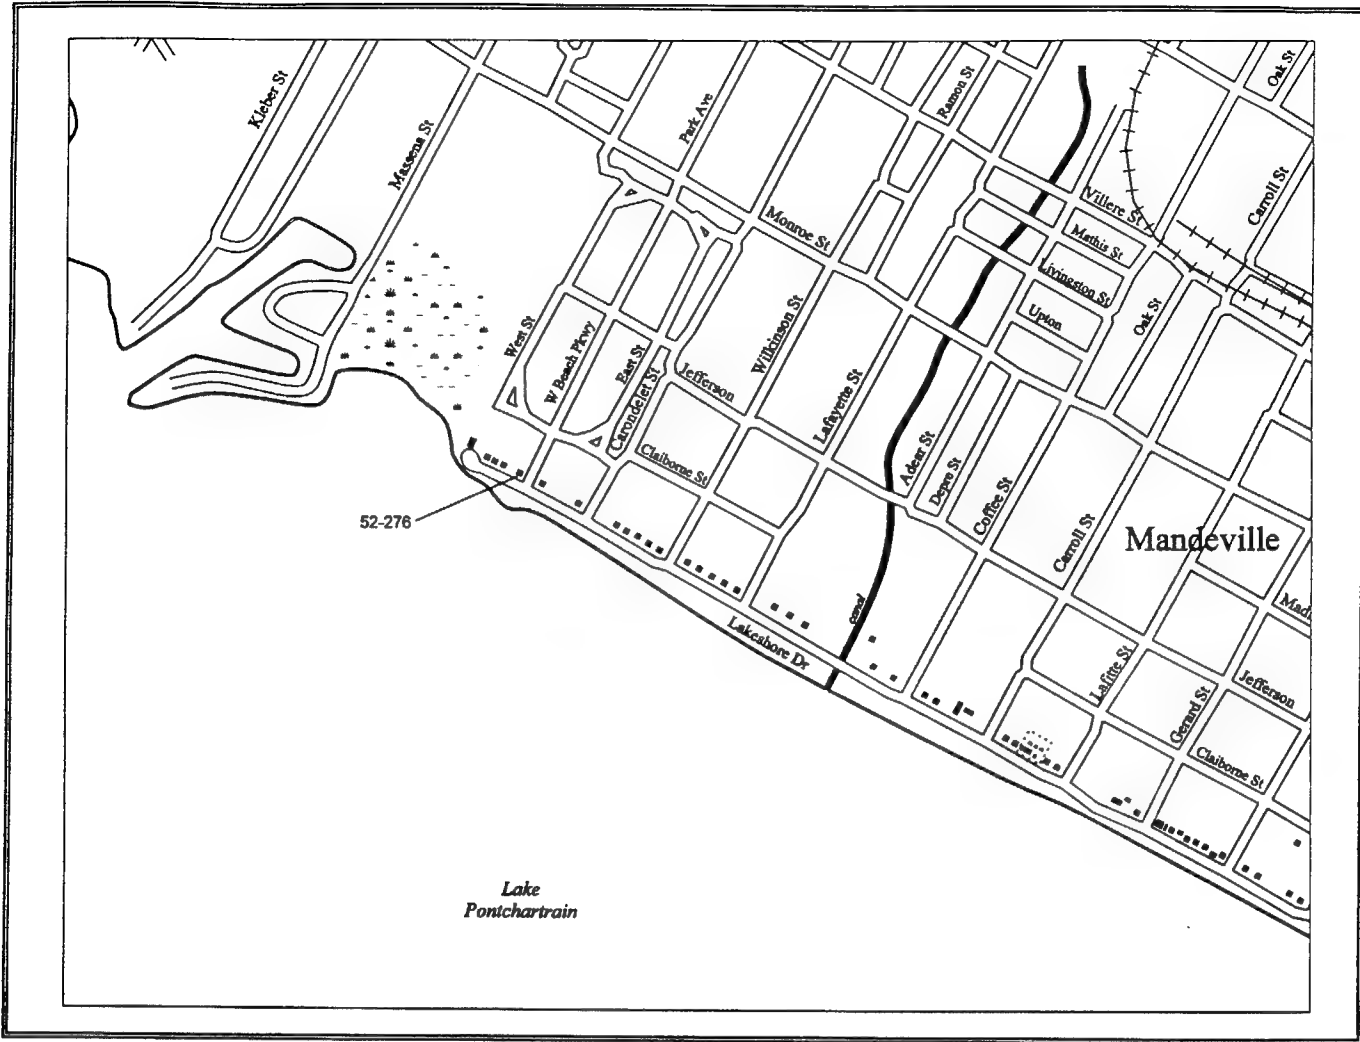 Kleber St
Massena St
Park Ave
Ramon St
Oak St
Carroll St
Villere St
Mathis St
Monroe St
Livingston St
Upton
Oak St
West St
W Beach Pkwy
East St
Carondelet St
Jefferson
Wilkinson St
Lafayette St
Claiborne St
Adear St
Depre St
Coffee St
Carroll St
Mandeville
52-276
canal
Lakeshore Dr
Lafitte St
Gerard St
Jefferson
Claiborne St
Lake
Pontchartrain